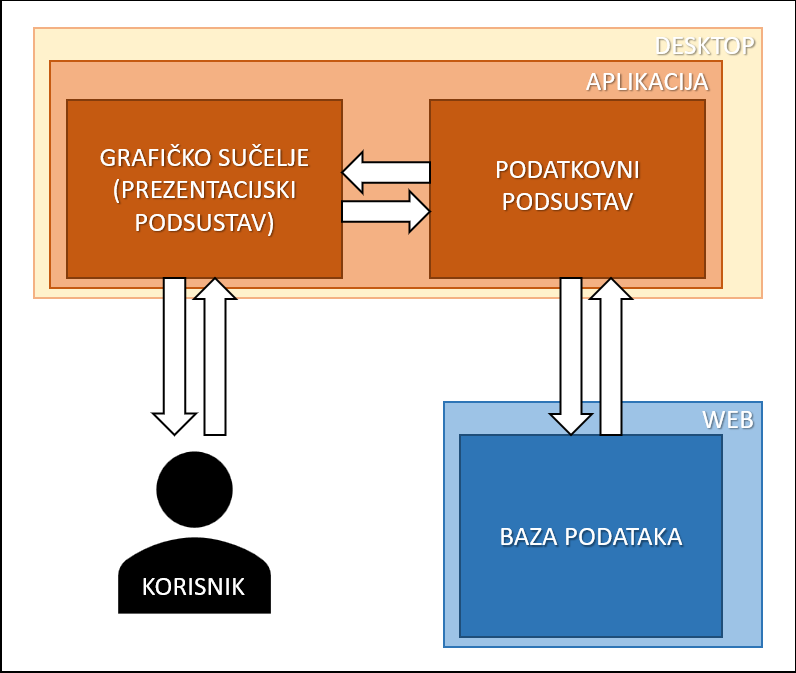 DESKTOP
APLIKACIJA
GRAFIČKO SUČELJE
(PREZENTACIJSKI
PODSUSTAV)
PODATKOVNI
PODSUSTAV
WEB
BAZA PODATAKA
KORISNIK